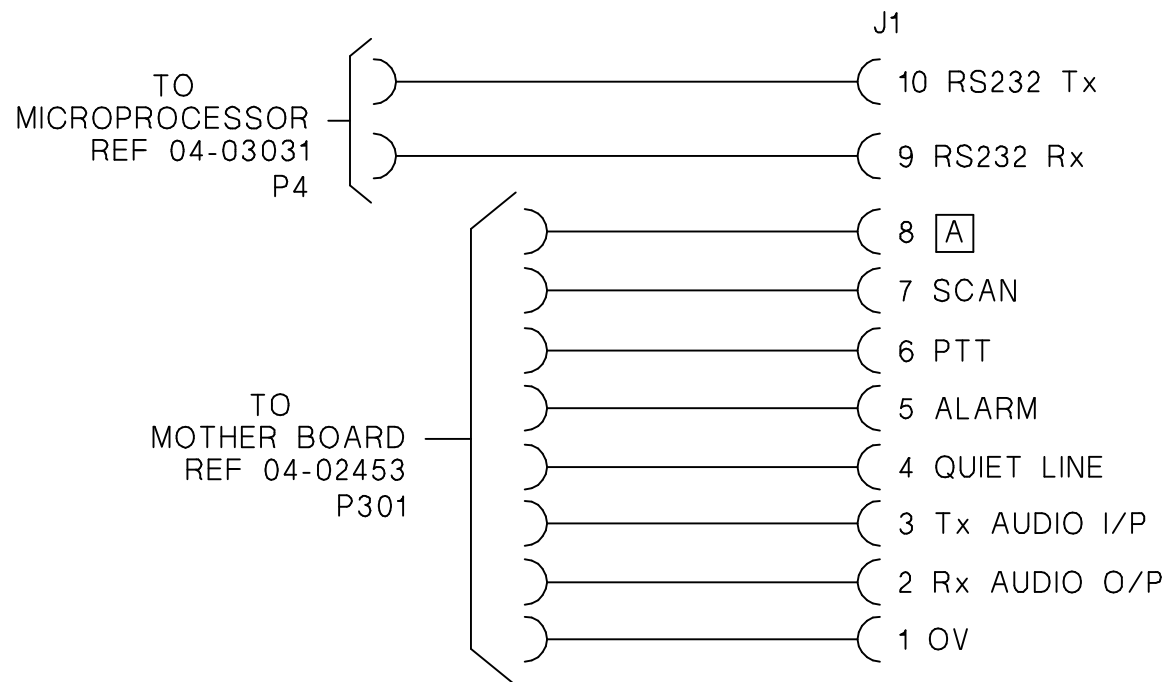 J1
TO
MICROPROCESSOR
REF 04-03031
P4
10 RS232 Tx
9 RS232 Rx
8 A
7 SCAN
6 PTT
5 ALARM
4 QUIET LINE
3 Tx AUDIO I/P
2 Rx AUDIO O/P
1 0V
TO
MOTHER BOARD
REF 04-02453
P301